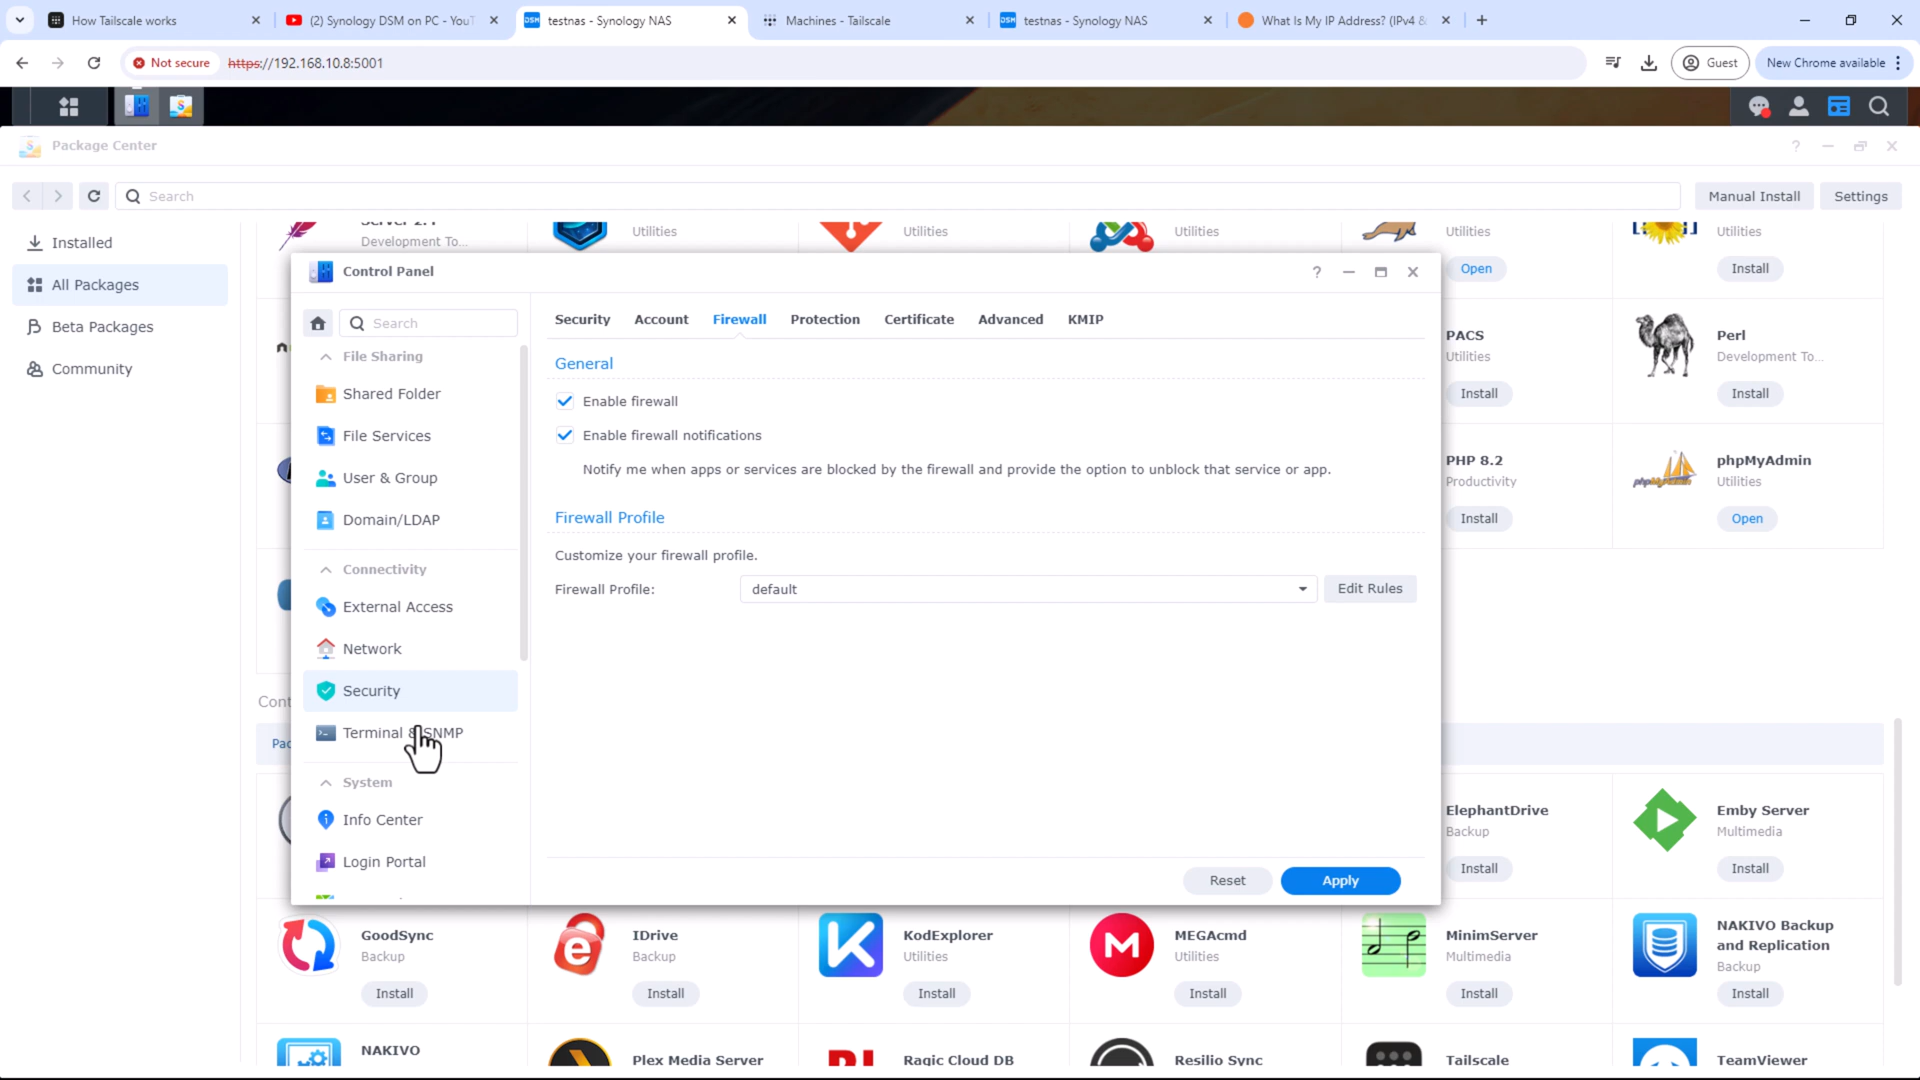 How Tailscale works
(2) Synology DSM on PC - YouT
testnas - Synology NAS
Machines - Tailscale
testnas - Synology NAS
What Is My IP Address? (IPv4 &
Not secure
https://192.168.10.8:5001
Guest
New Chrome available
Package Center
Search
Manual Install
Settings
Installed
All Packages
Beta Packages
Community
Development To...
Utilities
Utilities
Utilities
Utilities
Utilities
Open
Install
Control Panel
Search
File Sharing
Shared Folder
File Services
User & Group
Domain/LDAP
Connectivity
External Access
Network
Security
Terminal & SNMP
System
Info Center
Login Portal
Security
Account
Firewall
Protection
Certificate
Advanced
KMIP
General
Enable firewall
Enable firewall notifications
Notify me when apps or services are blocked by the firewall and provide the option to unblock that service or app.
Firewall Profile
Customize your firewall profile.
Firewall Profile:
default
Edit Rules
Reset
Apply
PACS
Utilities
Install
Perl
Development To...
Install
PHP 8.2
Productivity
Install
phpMyAdmin
Utilities
Open
Cont
Pac
ElephantDrive
Backup
Install
Emby Server
Multimedia
Install
GoodSync
Backup
Install
IDrive
Backup
Install
KodExplorer
Utilities
Install
MEGAcmd
Utilities
Install
MinimServer
Multimedia
Install
NAKIVO Backup
and Replication
Backup
Install
NAKIVO
Plex Media Server
Ragic Cloud DB
Resilio Sync
Tailscale
TeamViewer